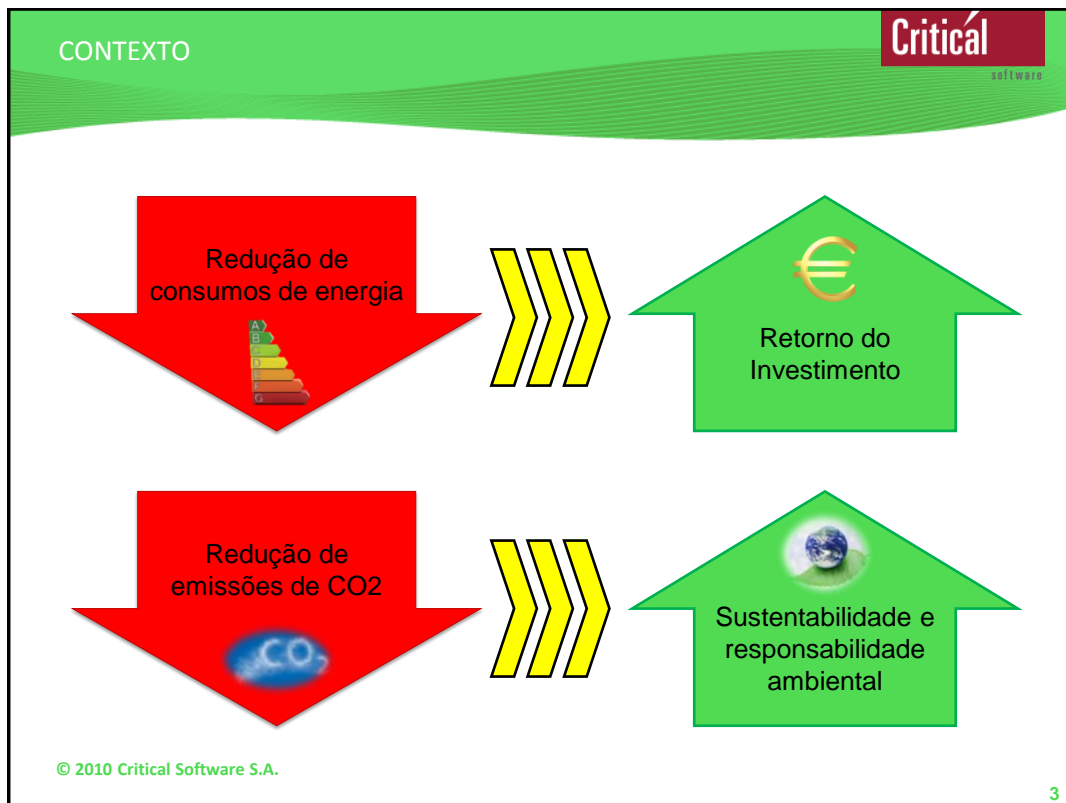 CONTEXTO
Critical
software
Redução de
consumos de energia
A
B
C
D
E
F
G
€
Retorno do
Investimento
Redução de
emissões de CO2
CO2
Sustentabilidade e
responsabilidade
ambiental
© 2010 Critical Software S.A.
3